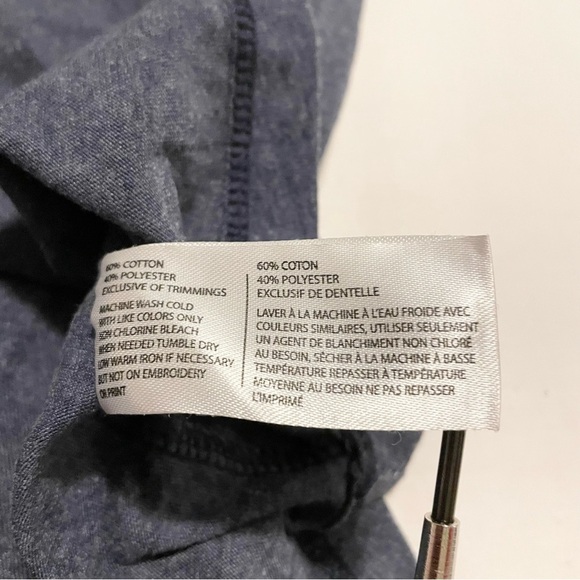 60% COTTON
40% POLYESTER
EXCLUSIVE OF TRIMMINGS
MACHINE WASH COLD
WITH LIKE COLORS ONLY
NON CHLORINE BLEACH
WHEN NEEDED TUMBLE DRY
LOW WARM IRON IF NECESSARY
BUT NOT ON EMBROIDERY
OR PRINT
60% COTON
40% POLYESTER
EXCLUSIF DE DENTELLE
LAVER À LA MACHINE À L'EAU FROIDE AVEC
COULEURS SIMILAIRES, UTILISER SEULEMENT
UN AGENT DE BLANCHIMENT NON CHLORÉ
AU BESOIN, SÈCHER À LA MACHINE À BASSE
TEMPÉRATURE REPASSER À TEMPÉRATURE
MOYENNE AU BESOIN NE PAS REPASSER
L'IMPRIMÉ